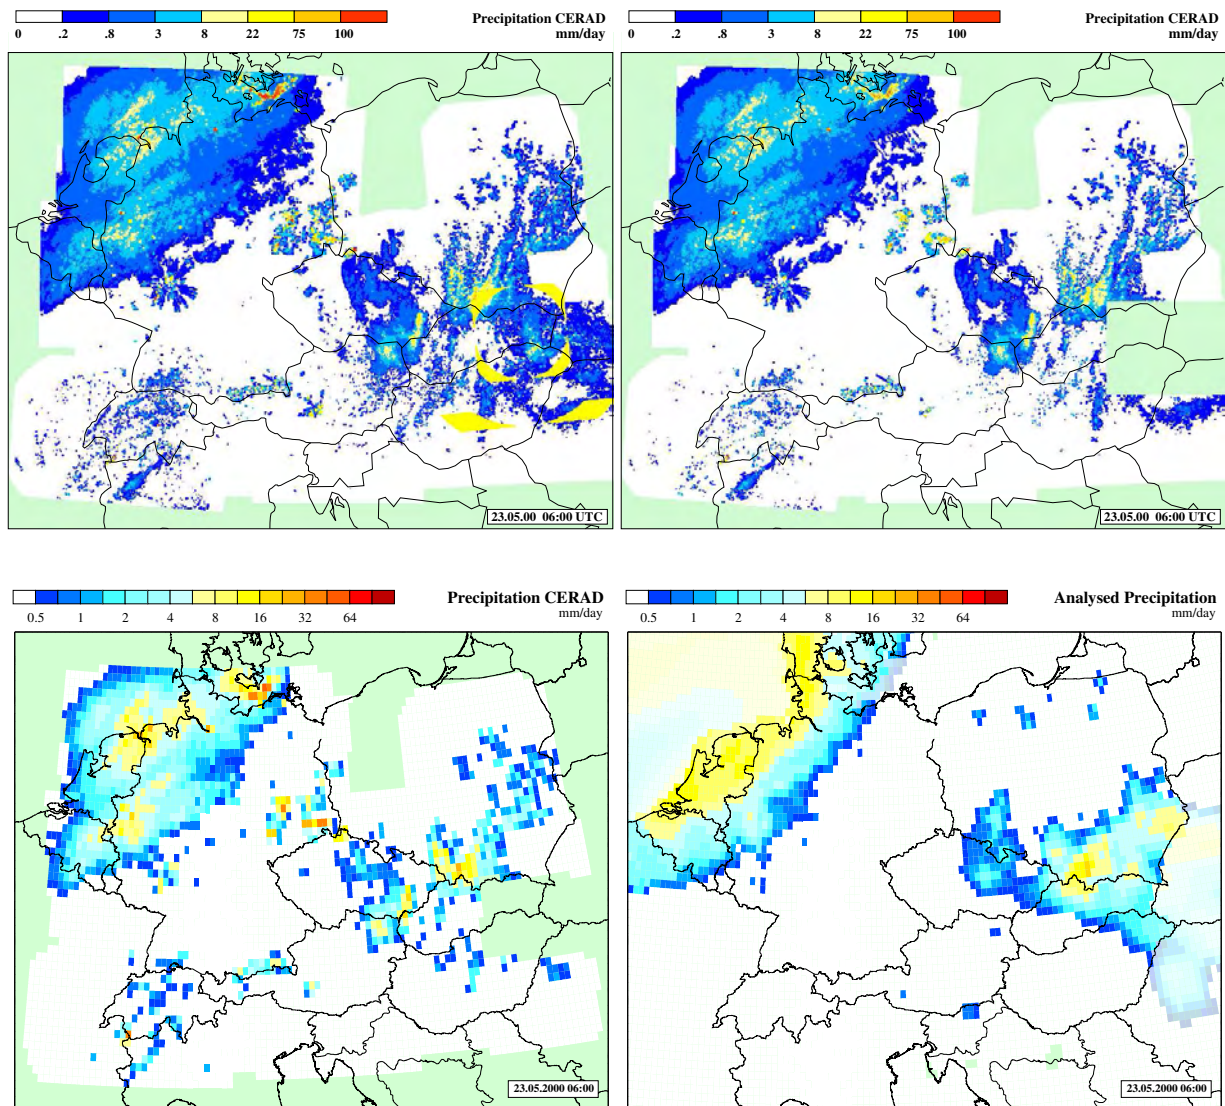 Precipitation CERAD
0 .2 .8 3 8 22 75 100 mm/day
23.05.00 06:00 UTC
Precipitation CERAD
0 .2 .8 3 8 22 75 100 mm/day
23.05.00 06:00 UTC
Precipitation CERAD
0.5 1 2 4 8 16 32 64 mm/day
23.05.2000 06:00
Analysed Precipitation
0.5 1 2 4 8 16 32 64 mm/day
23.05.2000 06:00